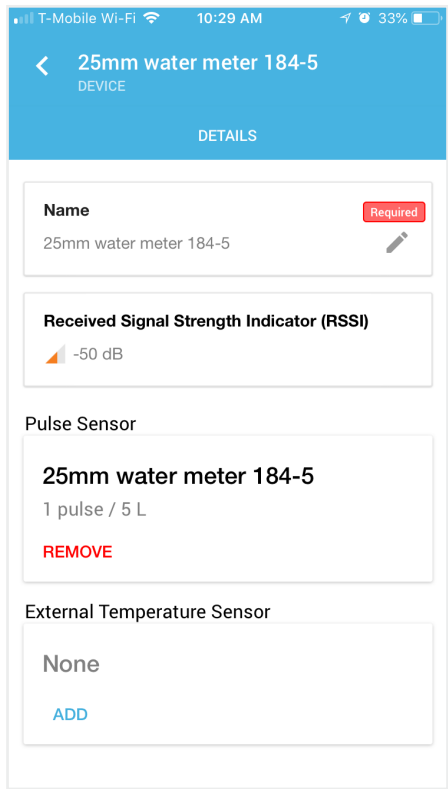 T-Mobile Wi-Fi 10:29 AM 33%
25mm water meter 184-5
DEVICE
DETAILS
Name
Required
25mm water meter 184-5
Received Signal Strength Indicator (RSSI)
-50 dB
Pulse Sensor
25mm water meter 184-5
1 pulse / 5 L
REMOVE
External Temperature Sensor
None
ADD